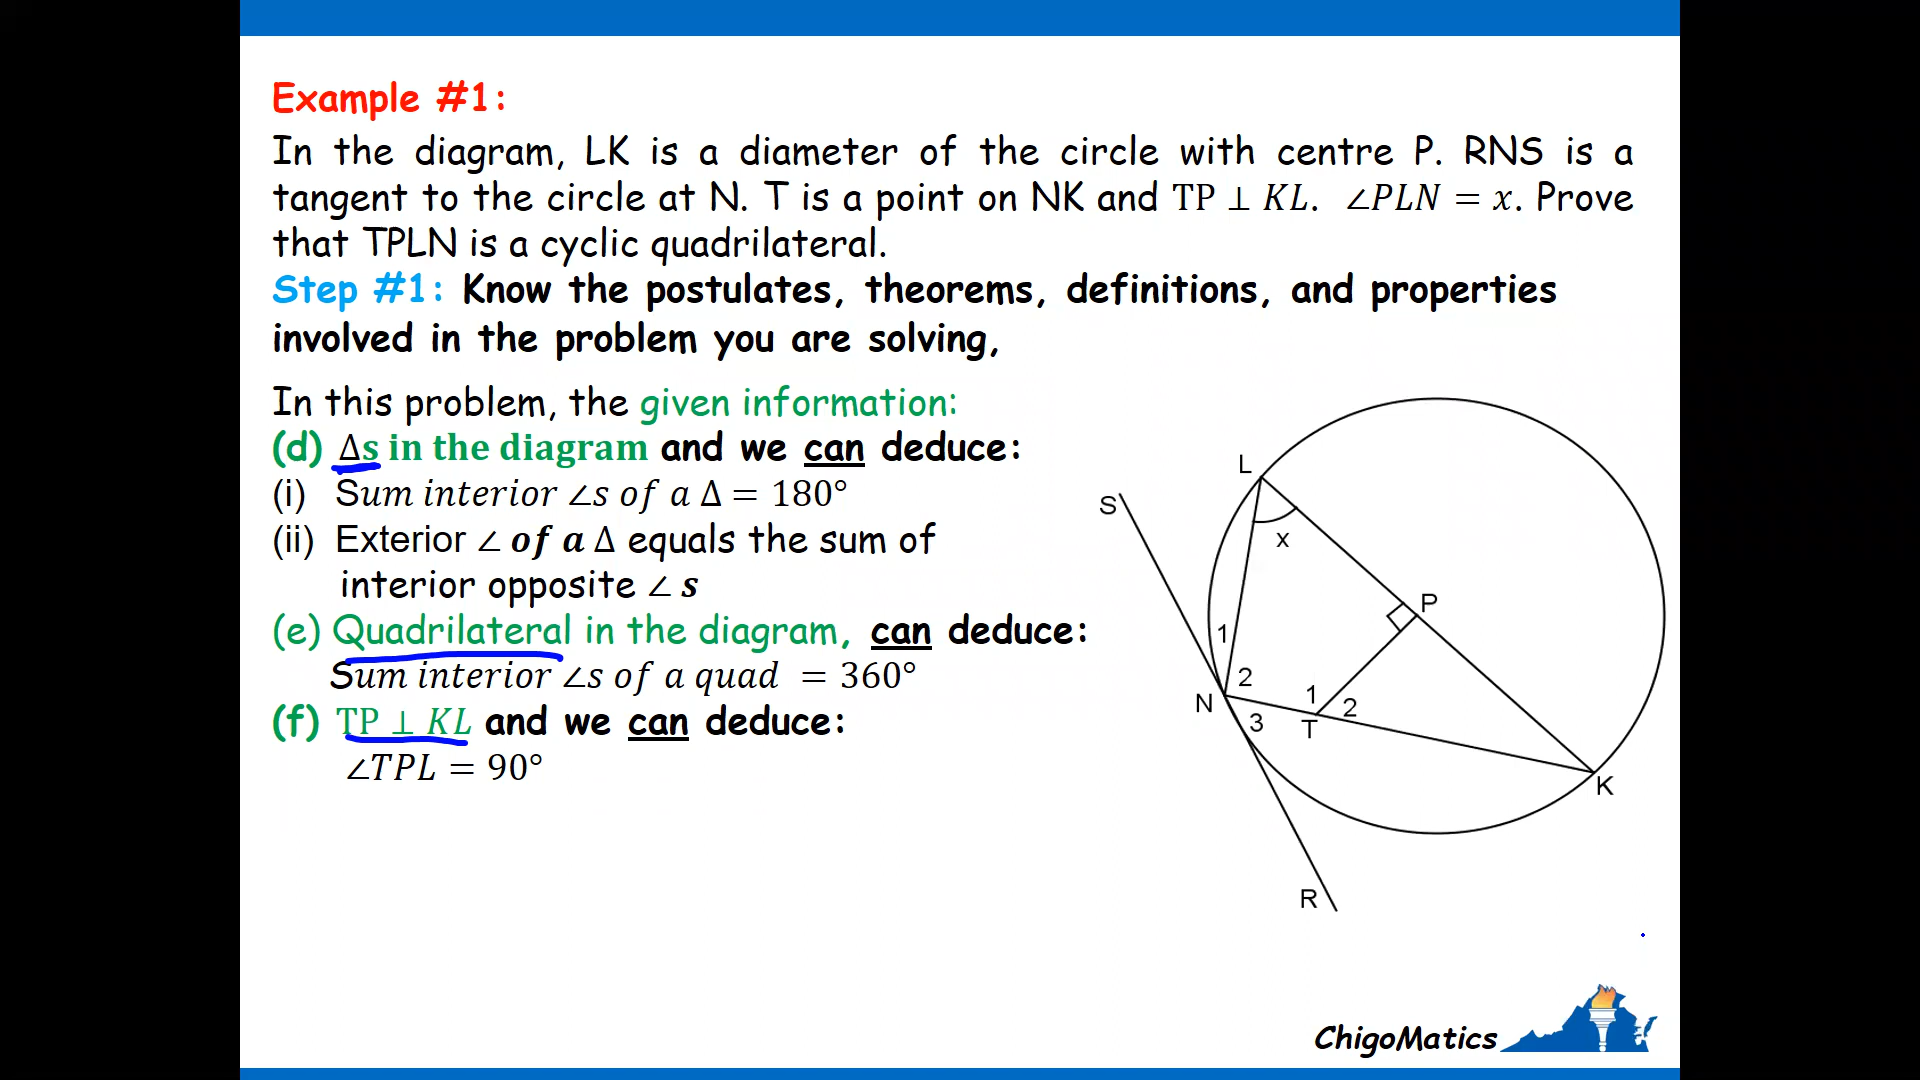 Example #1:
In the diagram, LK is a diameter of the circle with centre P. RNS is a
tangent to the circle at N. T is a point on NK and TP ⊥ KL. ∠PLN = x. Prove
that TPLN is a cyclic quadrilateral.
Step #1: Know the postulates, theorems, definitions, and properties
involved in the problem you are solving,
In this problem, the given information:
(d) Δs in the diagram and we can deduce:
(i) Sum interior ∠s of a Δ = 180°
(ii) Exterior ∠ of a Δ equals the sum of
interior opposite ∠ s
(e) Quadrilateral in the diagram, can deduce:
Sum interior ∠s of a quad = 360°
(f) TP ⊥ KL and we can deduce:
∠TPL = 90°
L
S
x
P
1
2
N
3
1
T
2
K
R
ChigoMatics